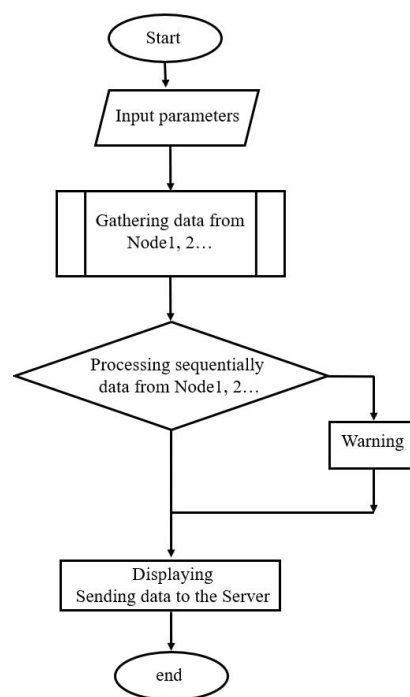 Start
Input parameters
Gathering data from
Node1, 2…
Processing sequentially
data from Node1, 2…
Warning
Displaying
Sending data to the Server
end